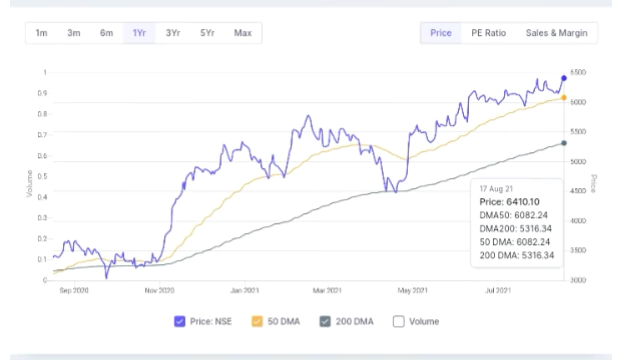 1m 3m 6m 1Yr 3Yr 5Yr Max
Price PE Ratio Sales & Margin
1 6500
0.9
0.8 6000
0.7 5500
0.6 5000
0.5
0.4 4500
0.3 4000
0.2 3500
0.1
0 3000
Volume
Price
17 Aug 21
Price: 6410.10
DMA50: 6082.24
DMA200: 5316.34
50 DMA: 6082.24
200 DMA: 5316.34
Sep 2020 Nov 2020 Jan 2021 Mar 2021 May 2021 Jul 2021
Price: NSE 50 DMA 200 DMA Volume